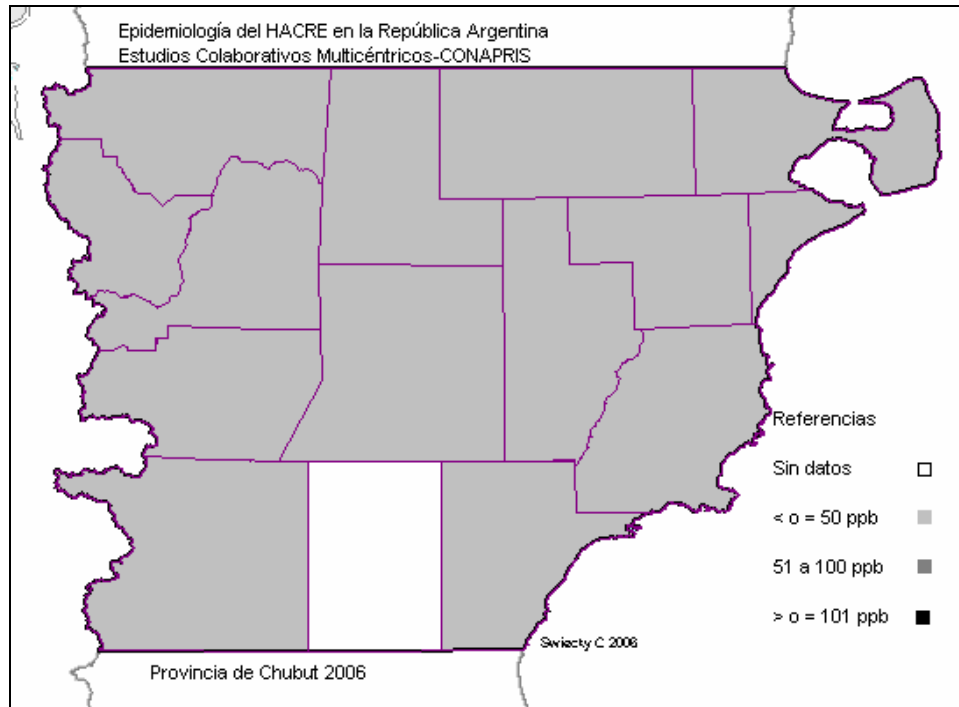 Epidemiología del HACRE en la República Argentina
Estudios Colaborativos Multicéntricos-CONAPRIS
Referencias
Sin datos
< o = 50 ppb
51 a 100 ppb
> o = 101 ppb
Swiecty C 2006
Provincia de Chubut 2006